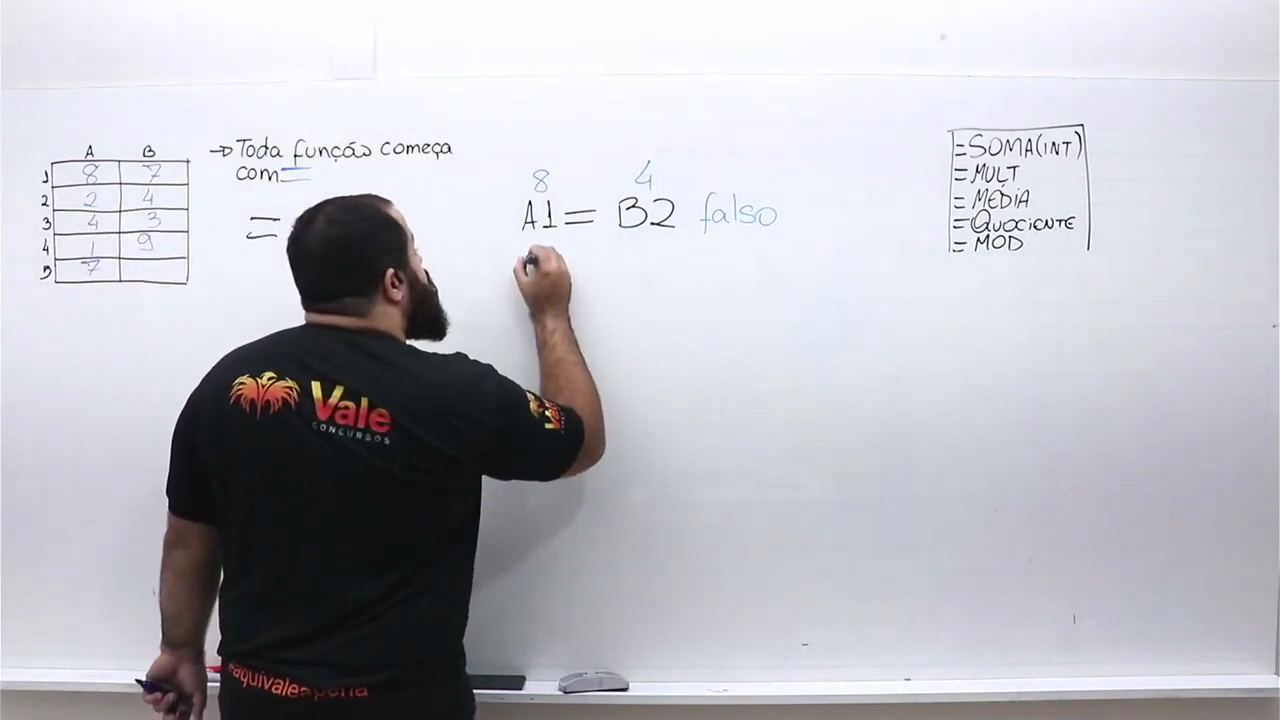 A B
1 8 7
2 2 4
3 4 3
4 1 9
5 7
→ Toda função começa
com =
=
8 4
A1 = B2 falso
=SOMA(INT)
=MULT
=MÉDIA
=QUOCIENTE
=MOD
Vale
CONCURSOS
#aquivaleapena